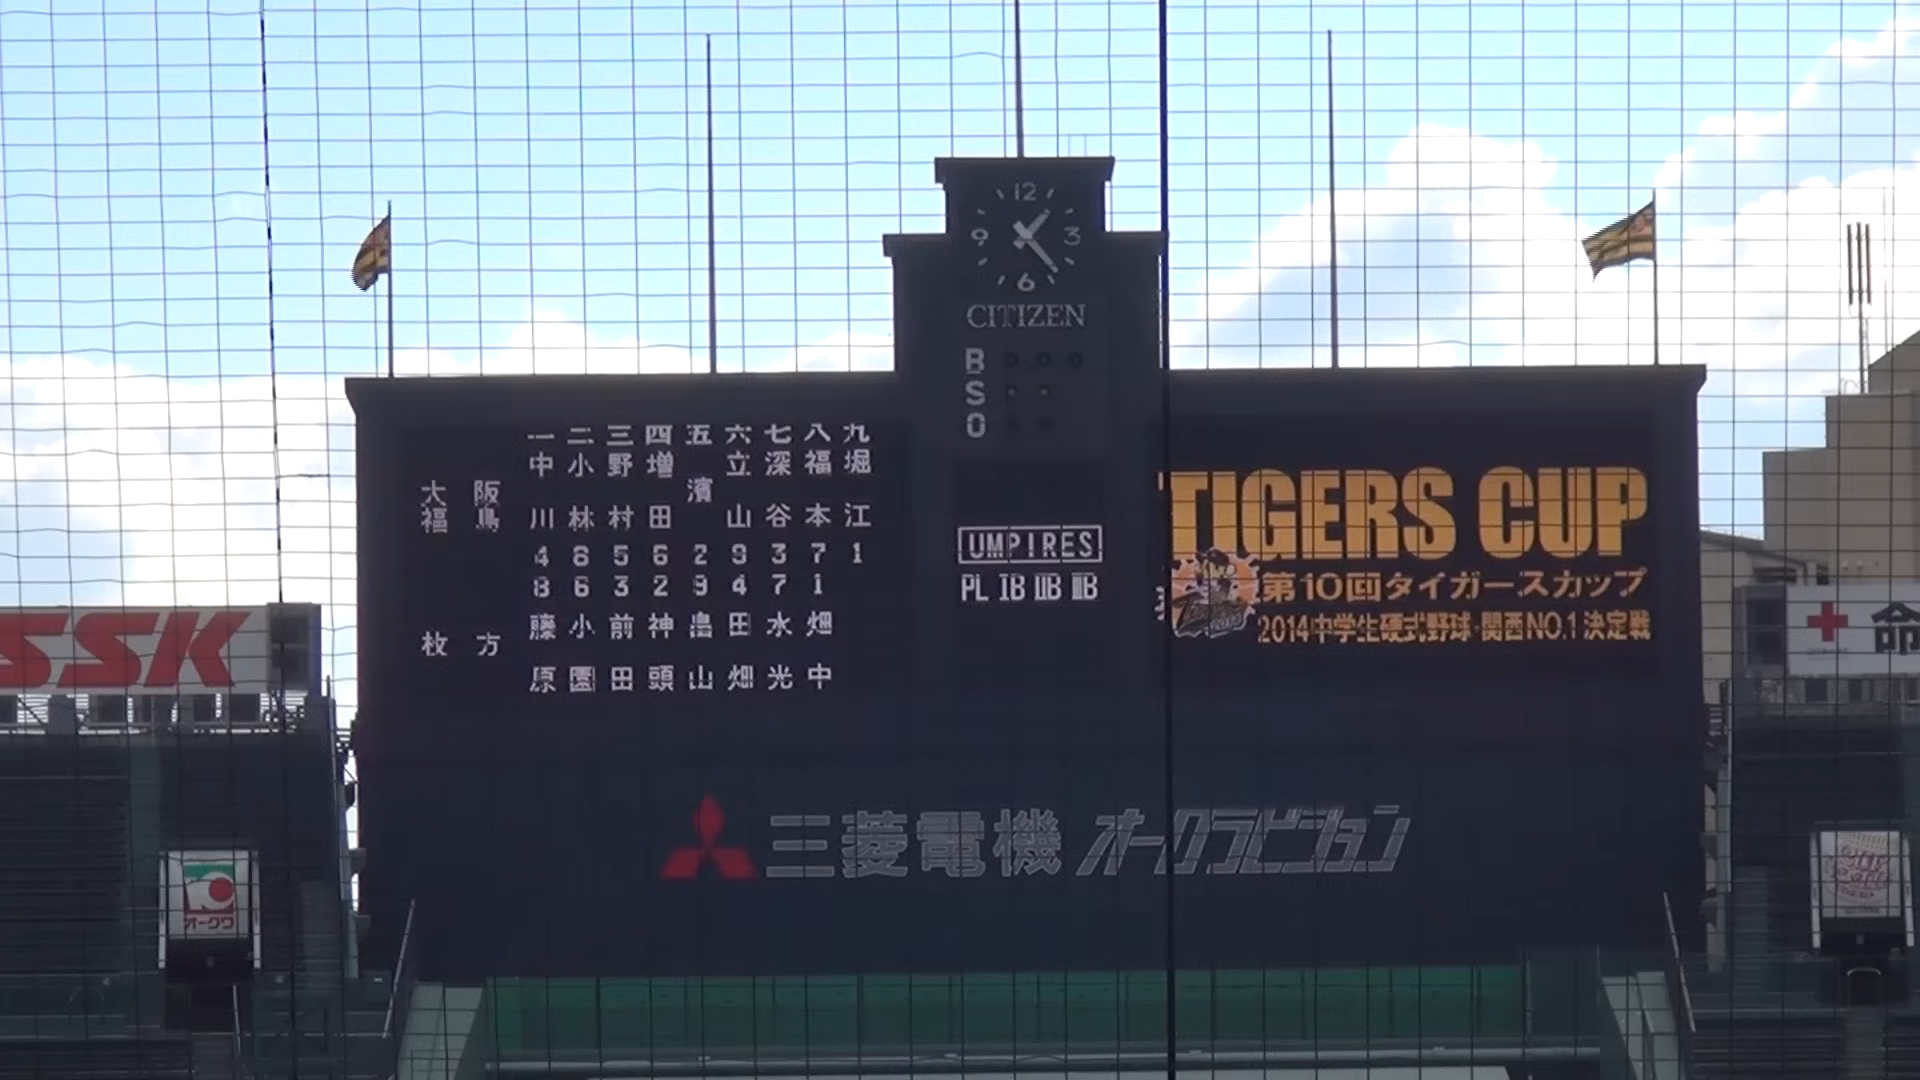 12
9 3
6
CITIZEN
B
S
O
一 二 三 四 五 六 七 八 九
大阪福島
中川 小林 野村 増田 濱 立山 深谷 福本 堀江
4 8 5 6 2 9 3 7 1
8 6 3 2 9 4 7 1
枚方
藤原 小園 前田 神頭 畠山 田畑 水光 畑中
UMPIRES
PL ⅠB ⅡB ⅢB
TIGERS CUP
第10回タイガースカップ
2014中学生硬式野球・関西NO.1決定戦
SSK
命
三菱電機 オーロラビジョン
オークワ